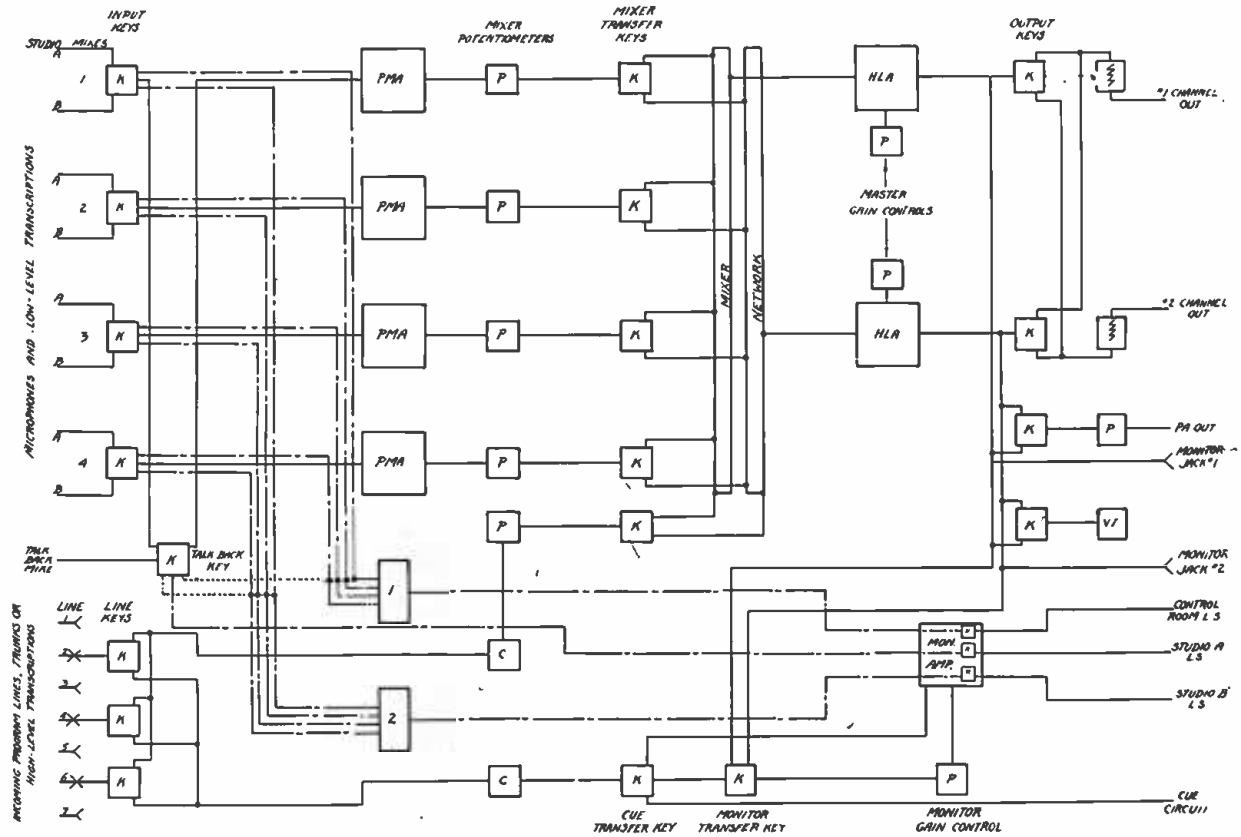 INPUT
KEYS
MIXER
POTENTIOMETERS
MIXER
TRANSFER
KEYS
OUTPUT
KEYS
STUDIO MIKES
MICROPHONES AND LOW-LEVEL TRANSCRIPTIONS
A
1
B
K
PMA
P
K
HLA
K
#1 CHANNEL
OUT
P
A
2
B
K
PMA
P
K
MASTER
GAIN CONTROLS
MIXER
NETWORK
P
A
3
B
K
PMA
P
K
HLA
K
#2 CHANNEL
OUT
K
P
PA OUT
A
4
B
K
PMA
P
K
MONITOR
JACK #1
P
K
K
VI
TALK
BACK
MIKE
K
TALK BACK
KEY
1
MONITOR
JACK #2
INCOMING PROGRAM LINES, TRUNKS OR
HIGH-LEVEL TRANSCRIPTIONS
LINE
LINE
KEYS
1
2
K
3
4
K
5
6
K
7
C
2
MON.
AMP.
CONTROL
ROOM LS
STUDIO A
LS
STUDIO B
LS
C
K
K
P
CUE
CIRCUIT
CUE
TRANSFER KEY
MONITOR
TRANSFER KEY
MONITOR
GAIN CONTROL